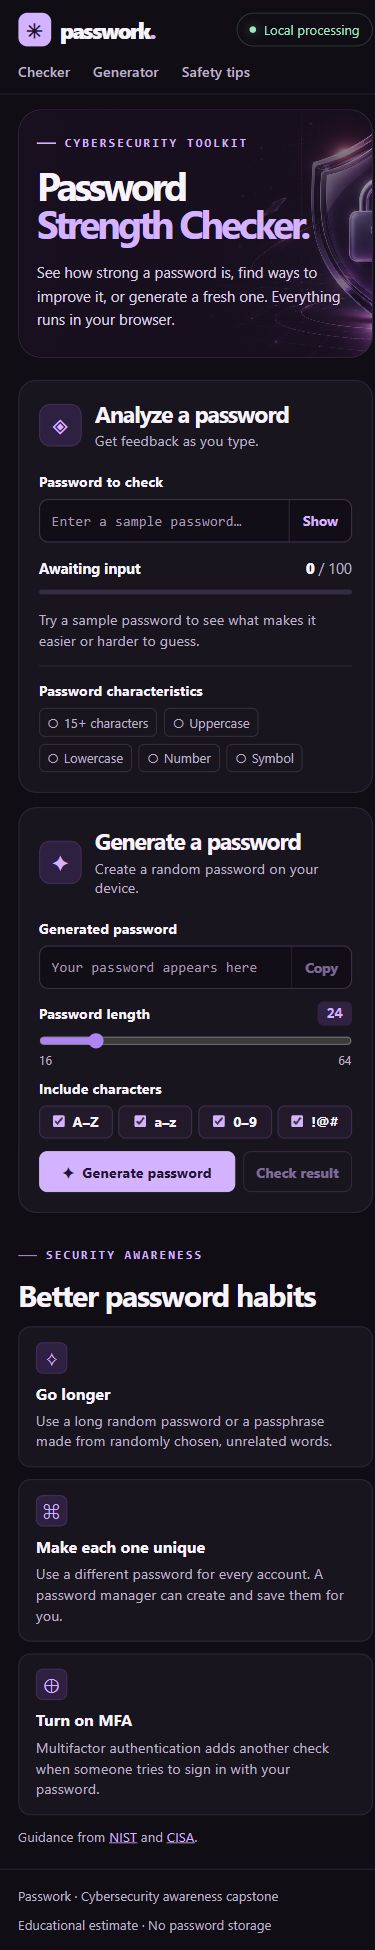 passwork.
Local processing
Checker
Generator
Safety tips
CYBERSECURITY TOOLKIT
Password
Strength Checker.
See how strong a password is, find ways to
improve it, or generate a fresh one. Everything
runs in your browser.
Analyze a password
Get feedback as you type.
Password to check
Enter a sample password…
Show
Awaiting input
0 / 100
Try a sample password to see what makes it
easier or harder to guess.
Password characteristics
15+ characters
Uppercase
Lowercase
Number
Symbol
Generate a password
Create a random password on your
device.
Generated password
Your password appears here
Copy
Password length
24
16
64
Include characters
A–Z
a–z
0–9
!@#
Generate password
Check result
SECURITY AWARENESS
Better password habits
Go longer
Use a long random password or a passphrase
made from randomly chosen, unrelated words.
Make each one unique
Use a different password for every account. A
password manager can create and save them for
you.
Turn on MFA
Multifactor authentication adds another check
when someone tries to sign in with your
password.
Guidance from NIST and CISA.
Passwork · Cybersecurity awareness capstone
Educational estimate · No password storage